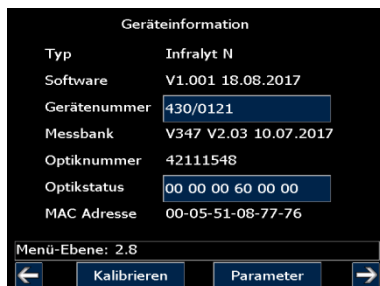 Geräteinformation
Typ Infralyt N
Software V1.001 18.08.2017
Gerätenummer 430/0121
Messbank V347 V2.03 10.07.2017
Optiknummer 42111548
Optikstatus 00 00 00 60 00 00
MAC Adresse 00-05-51-08-77-76
Menü-Ebene: 2.8
← Kalibrieren Parameter →